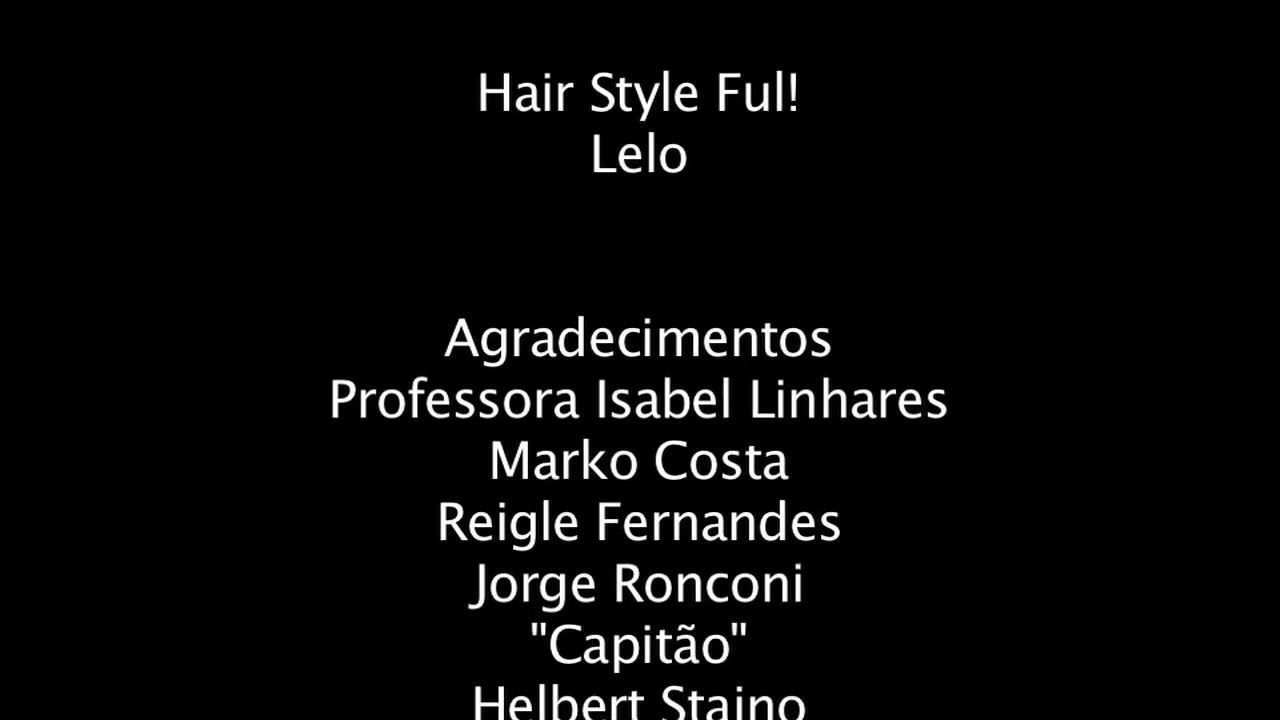 Hair Style Ful!
Lelo
Agradecimentos
Professora Isabel Linhares
Marko Costa
Reigle Fernandes
Jorge Ronconi
"Capitão"
Helbert Staino